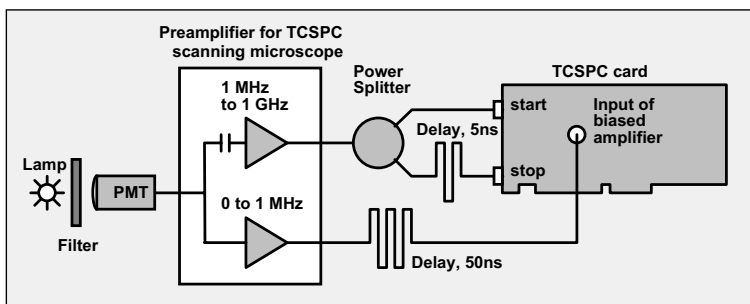 Preamplifier for TCSPC
scanning microscope
Power
Splitter
TCSPC card
1 MHz
to 1 GHz
start
Input of
biased
amplifier
Delay, 5ns
Lamp
stop
PMT
0 to 1 MHz
Filter
Delay, 50ns